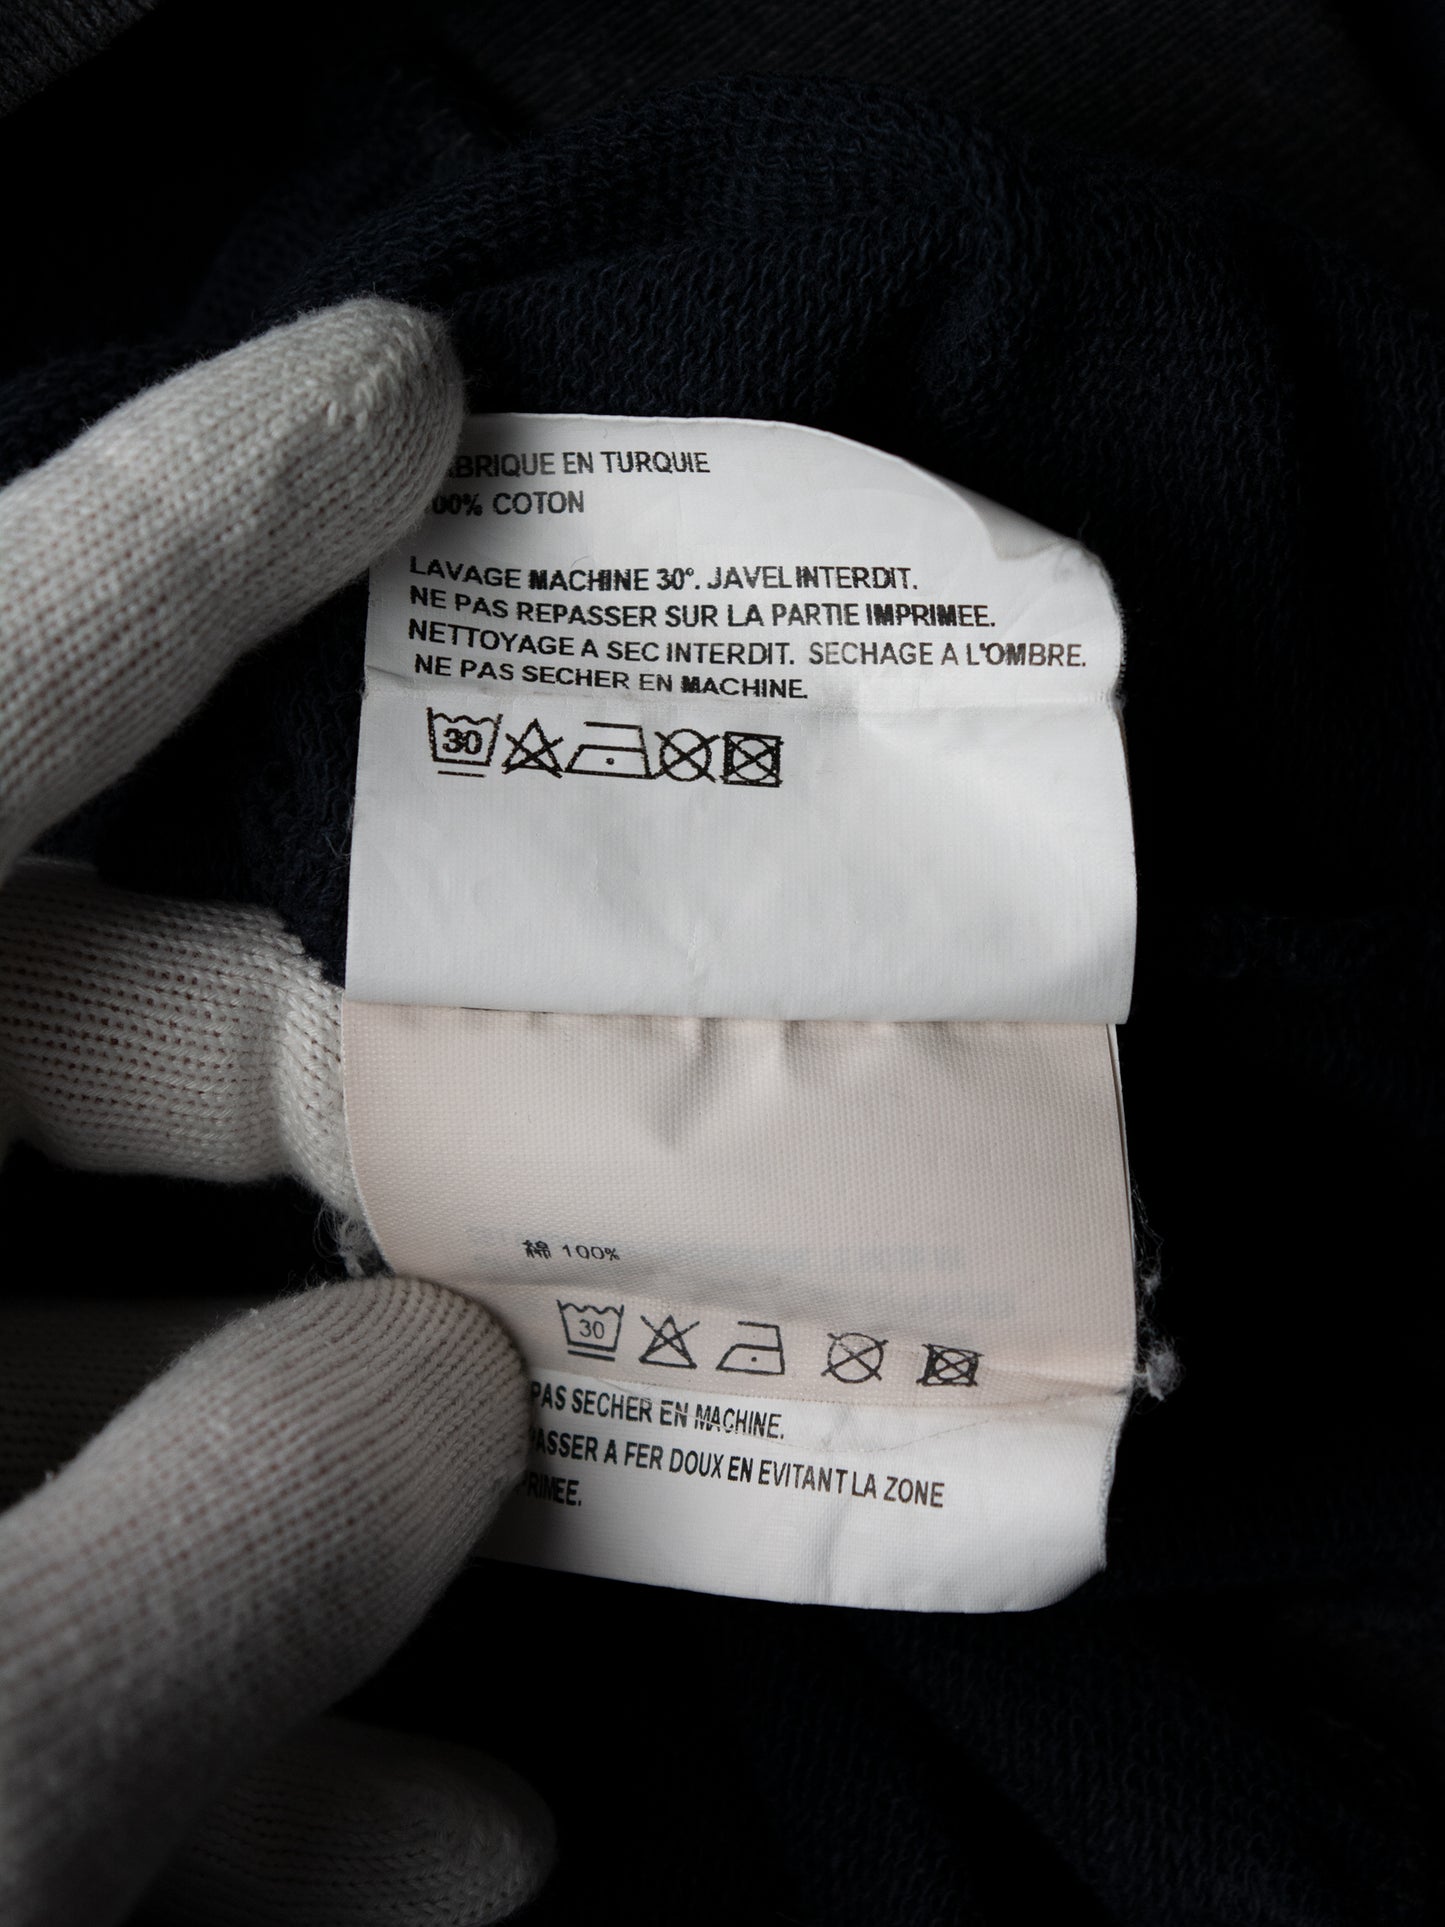 BRIQUE EN TURQUIE
00% COTON
LAVAGE MACHINE 30°. JAVEL INTERDIT.
NE PAS REPASSER SUR LA PARTIE IMPRIMEE.
NETTOYAGE A SEC INTERDIT. SECHAGE A L'OMBRE.
NE PAS SECHER EN MACHINE.
30
綿 100%
30
PAS SECHER EN MACHINE.
ASSER A FER DOUX EN EVITANT LA ZONE
PRIMEE.